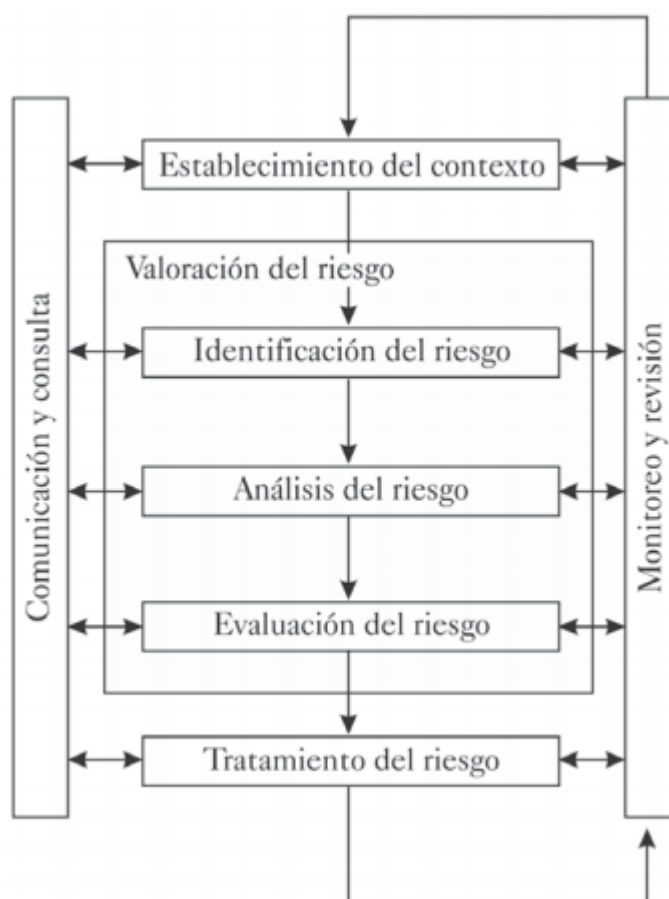 Establecimiento del contexto
Valoración del riesgo
Identificación del riesgo
Análisis del riesgo
Evaluación del riesgo
Tratamiento del riesgo
Comunicación y consulta
Monitoreo y revisión